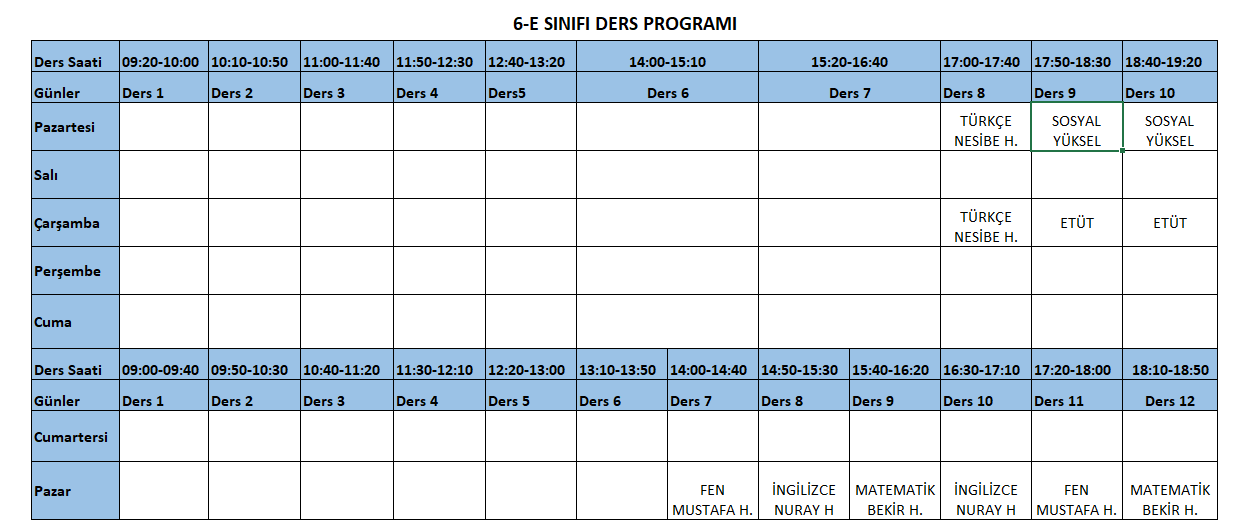 6-E SINIFI DERS PROGRAMI
Ders Saati 09:20-10:00 10:10-10:50 11:00-11:40 11:50-12:30 12:40-13:20 14:00-15:10 15:20-16:40 17:00-17:40 17:50-18:30 18:40-19:20
Günler Ders 1 Ders 2 Ders 3 Ders 4 Ders5 Ders 6 Ders 7 Ders 8 Ders 9 Ders 10
Pazartesi TÜRKÇE NESİBE H. SOSYAL YÜKSEL SOSYAL YÜKSEL
Salı
Çarşamba TÜRKÇE NESİBE H. ETÜT ETÜT
Perşembe
Cuma
Ders Saati 09:00-09:40 09:50-10:30 10:40-11:20 11:30-12:10 12:20-13:00 13:10-13:50 14:00-14:40 14:50-15:30 15:40-16:20 16:30-17:10 17:20-18:00 18:10-18:50
Günler Ders 1 Ders 2 Ders 3 Ders 4 Ders 5 Ders 6 Ders 7 Ders 8 Ders 9 Ders 10 Ders 11 Ders 12
Cumartersi
Pazar FEN MUSTAFA H. İNGİLİZCE NURAY H MATEMATİK BEKİR H. İNGİLİZCE NURAY H FEN MUSTAFA H. MATEMATİK BEKİR H.